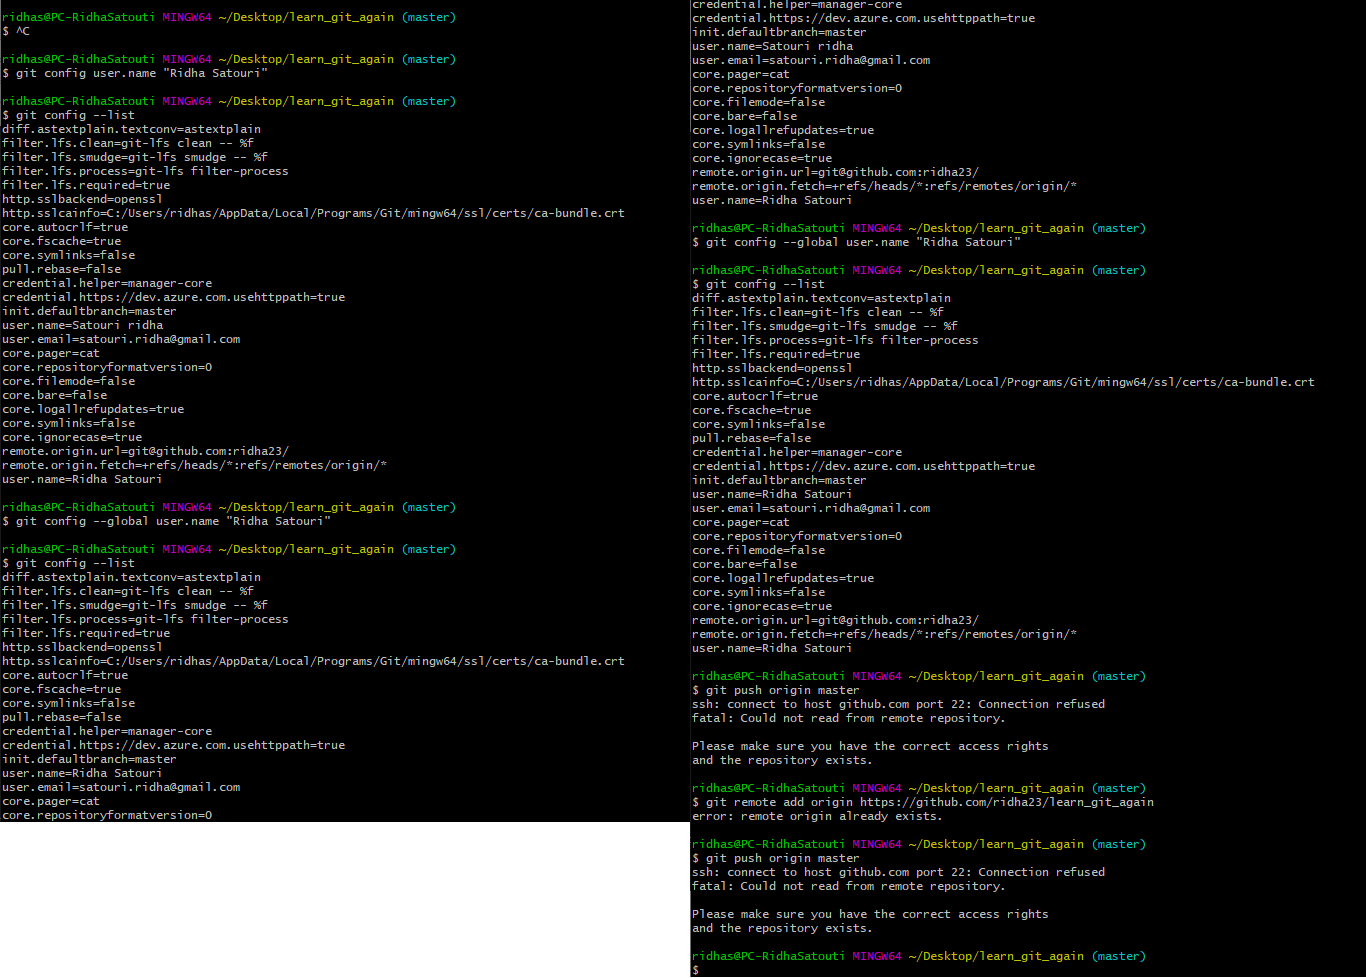 ridhas@PC-RidhaSatouti MINGW64 ~/Desktop/learn_git_again (master)
$ ^C

ridhas@PC-RidhaSatouti MINGW64 ~/Desktop/learn_git_again (master)
$ git config user.name "Ridha Satouri"

ridhas@PC-RidhaSatouti MINGW64 ~/Desktop/learn_git_again (master)
$ git config --list
diff.astextplain.textconv=astextplain
filter.lfs.clean=git-lfs clean -- %f
filter.lfs.smudge=git-lfs smudge -- %f
filter.lfs.process=git-lfs filter-process
filter.lfs.required=true
http.sslbackend=openssl
http.sslcainfo=C:/Users/ridhas/AppData/Local/Programs/Git/mingw64/ssl/certs/ca-bundle.crt
core.autocrlf=true
core.fscache=true
core.symlinks=false
pull.rebase=false
credential.helper=manager-core
credential.https://dev.azure.com.usehttppath=true
init.defaultbranch=master
user.name=Satouri ridha
user.email=satouri.ridha@gmail.com
core.pager=cat
core.repositoryformatversion=0
core.filemode=false
core.bare=false
core.logallrefupdates=true
core.symlinks=false
core.ignorecase=true
remote.origin.url=git@github.com:ridha23/
remote.origin.fetch=+refs/heads/*:refs/remotes/origin/*
user.name=Ridha Satouri

ridhas@PC-RidhaSatouti MINGW64 ~/Desktop/learn_git_again (master)
$ git config --global user.name "Ridha Satouri"

ridhas@PC-RidhaSatouti MINGW64 ~/Desktop/learn_git_again (master)
$ git config --list
diff.astextplain.textconv=astextplain
filter.lfs.clean=git-lfs clean -- %f
filter.lfs.smudge=git-lfs smudge -- %f
filter.lfs.process=git-lfs filter-process
filter.lfs.required=true
http.sslbackend=openssl
http.sslcainfo=C:/Users/ridhas/AppData/Local/Programs/Git/mingw64/ssl/certs/ca-bundle.crt
core.autocrlf=true
core.fscache=true
core.symlinks=false
pull.rebase=false
credential.helper=manager-core
credential.https://dev.azure.com.usehttppath=true
init.defaultbranch=master
user.name=Ridha Satouri
user.email=satouri.ridha@gmail.com
core.pager=cat
core.repositoryformatversion=0
credential.helper=manager-core
credential.https://dev.azure.com.usehttppath=true
init.defaultbranch=master
user.name=Satouri ridha
user.email=satouri.ridha@gmail.com
core.pager=cat
core.repositoryformatversion=0
core.filemode=false
core.bare=false
core.logallrefupdates=true
core.symlinks=false
core.ignorecase=true
remote.origin.url=git@github.com:ridha23/
remote.origin.fetch=+refs/heads/*:refs/remotes/origin/*
user.name=Ridha Satouri

ridhas@PC-RidhaSatouti MINGW64 ~/Desktop/learn_git_again (master)
$ git config --global user.name "Ridha Satouri"

ridhas@PC-RidhaSatouti MINGW64 ~/Desktop/learn_git_again (master)
$ git config --list
diff.astextplain.textconv=astextplain
filter.lfs.clean=git-lfs clean -- %f
filter.lfs.smudge=git-lfs smudge -- %f
filter.lfs.process=git-lfs filter-process
filter.lfs.required=true
http.sslbackend=openssl
http.sslcainfo=C:/Users/ridhas/AppData/Local/Programs/Git/mingw64/ssl/certs/ca-bundle.crt
core.autocrlf=true
core.fscache=true
core.symlinks=false
pull.rebase=false
credential.helper=manager-core
credential.https://dev.azure.com.usehttppath=true
init.defaultbranch=master
user.name=Ridha Satouri
user.email=satouri.ridha@gmail.com
core.pager=cat
core.repositoryformatversion=0
core.filemode=false
core.bare=false
core.logallrefupdates=true
core.symlinks=false
core.ignorecase=true
remote.origin.url=git@github.com:ridha23/
remote.origin.fetch=+refs/heads/*:refs/remotes/origin/*
user.name=Ridha Satouri

ridhas@PC-RidhaSatouti MINGW64 ~/Desktop/learn_git_again (master)
$ git push origin master
ssh: connect to host github.com port 22: Connection refused
fatal: Could not read from remote repository.

Please make sure you have the correct access rights
and the repository exists.

ridhas@PC-RidhaSatouti MINGW64 ~/Desktop/learn_git_again (master)
$ git remote add origin https://github.com/ridha23/learn_git_again
error: remote origin already exists.

ridhas@PC-RidhaSatouti MINGW64 ~/Desktop/learn_git_again (master)
$ git push origin master
ssh: connect to host github.com port 22: Connection refused
fatal: Could not read from remote repository.

Please make sure you have the correct access rights
and the repository exists.

ridhas@PC-RidhaSatouti MINGW64 ~/Desktop/learn_git_again (master)
$